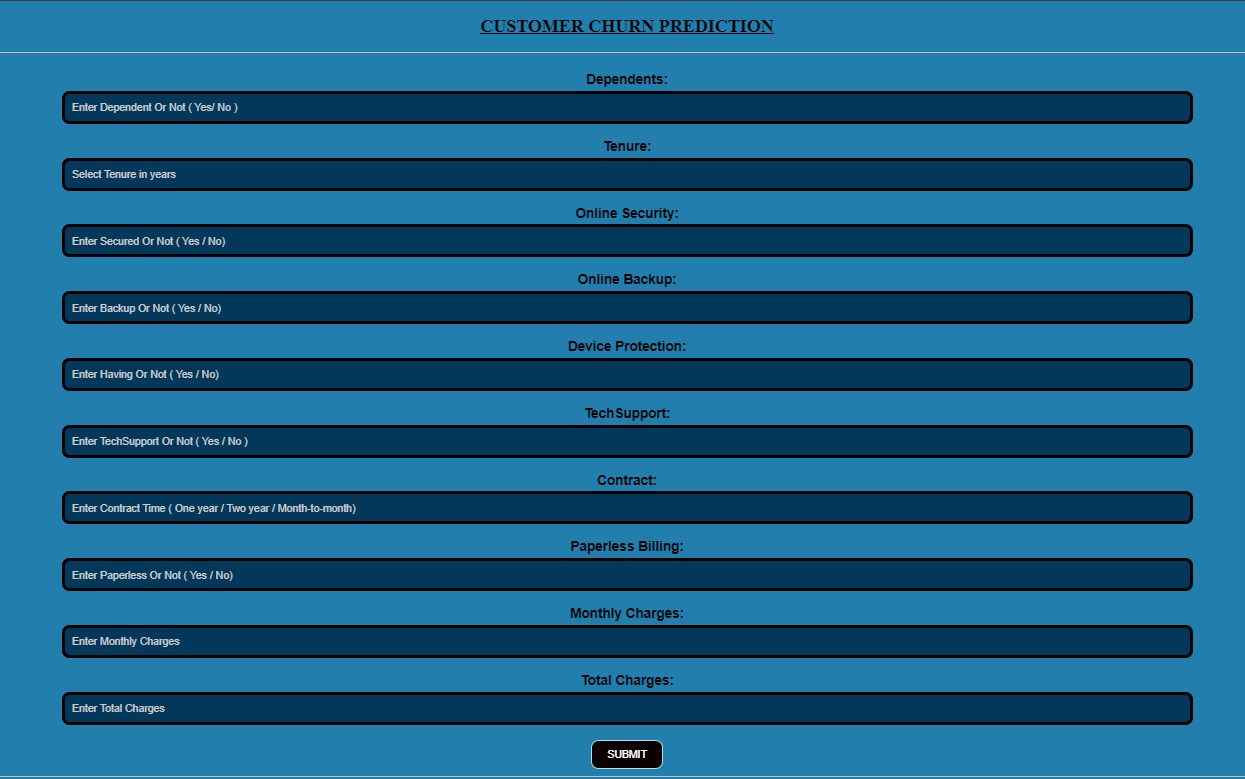 CUSTOMER CHURN PREDICTION
Dependents:
Enter Dependent Or Not ( Yes/ No )
Tenure:
Select Tenure in years
Online Security:
Enter Secured Or Not ( Yes / No)
Online Backup:
Enter Backup Or Not ( Yes / No)
Device Protection:
Enter Having Or Not ( Yes / No)
TechSupport:
Enter TechSupport Or Not ( Yes / No )
Contract:
Enter Contract Time ( One year / Two year / Month-to-month)
Paperless Billing:
Enter Paperless Or Not ( Yes / No)
Monthly Charges:
Enter Monthly Charges
Total Charges:
Enter Total Charges
SUBMIT